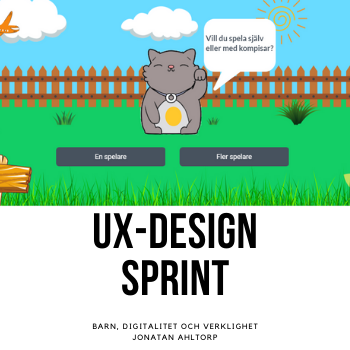 Vill du spela själv
eller med kompisar?
En spelare
Fler spelare
UX-DESIGN
SPRINT
BARN, DIGITALITET OCH VERKLIGHET
JONATAN AHLTORP